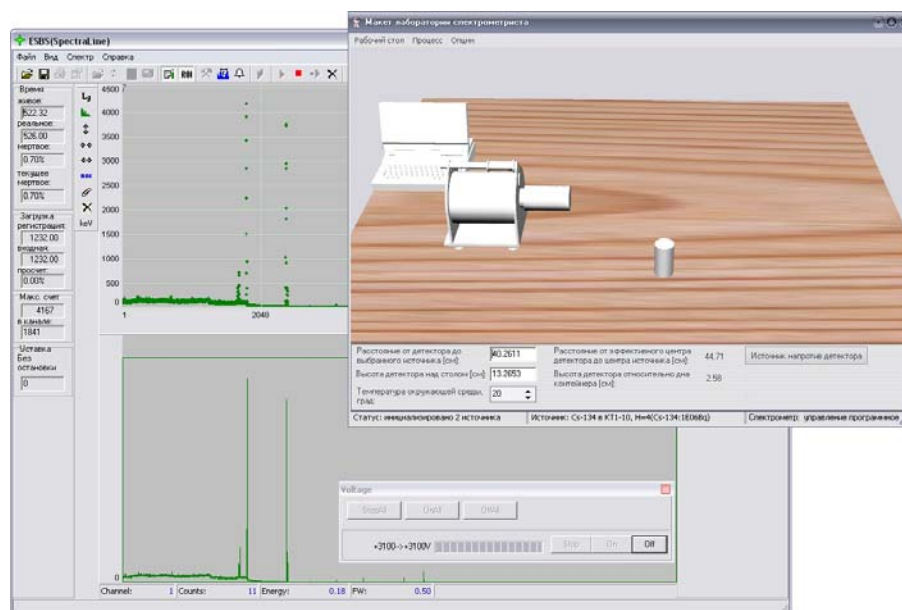 Макет лаборатории спектрометриста
Рабочий стол Процесс Опции
ESBS(SpectraLine)
Файл Вид Спектр Справка
Время
живое:
522.32
реальное:
526.00
мертвое:
0.70%
текущее
мертвое:
0.70%
Загрузка
регистрация:
1232.00
входная:
1232.00
просчет:
0.00%
Макс. счет
4167
в канале:
1841
Уставка
Без
остановки
0
Lg
keV
4500
4000
3500
3000
2500
2000
1500
1000
500
0
1
2048
0
Расстояние от детектора до
выбранного источника [см]:
40.2611
Расстояние от эффективного центра
детектора до центра источника [см]:
44,71
Источник напротив детектора
Высота детектора над столом [см]:
13.2653
Высота детектора относительно дна
контейнера [см]:
2.58
Температура окружающей среды,
град:
20
Статус: инициализировано 2 источника
Источник: Cs-134 в КТ1-10, H=4(Cs-134:1E06Bq)
Спектрометр: управление программное
Voltage
OnAll
OffAll
+3100->+3100V
Stop
On
Off
Channel: 1
Counts: 11
Energy: 0.18
PW: 0.50